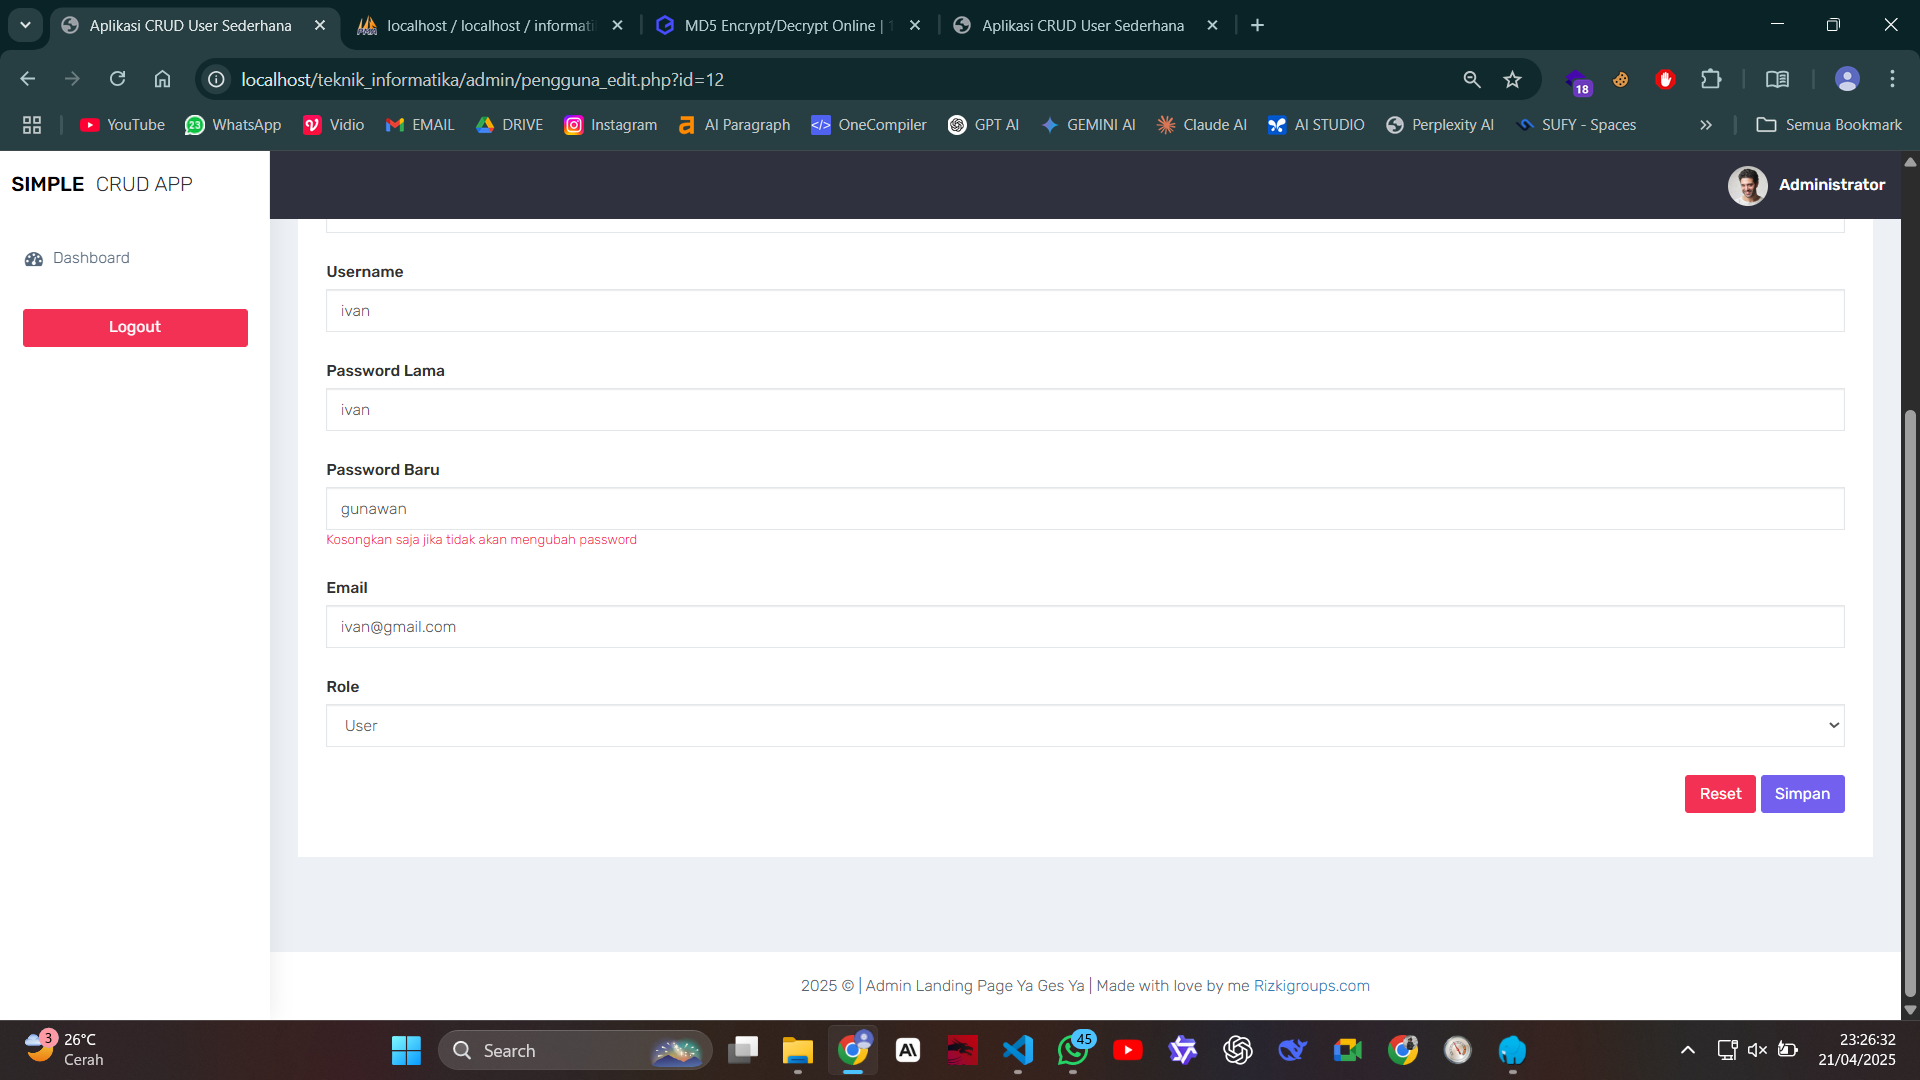 Aplikasi CRUD User Sederhana
localhost / localhost / informati
MD5 Encrypt/Decrypt Online |
Aplikasi CRUD User Sederhana
localhost/teknik_informatika/admin/pengguna_edit.php?id=12
18
YouTube
23
WhatsApp
Vidio
EMAIL
DRIVE
Instagram
AI Paragraph
OneCompiler
GPT AI
GEMINI AI
Claude AI
AI STUDIO
Perplexity AI
SUFY - Spaces
Semua Bookmark
SIMPLE CRUD APP
Administrator
Dashboard
Logout
Username
ivan
Password Lama
ivan
Password Baru
gunawan
Kosongkan saja jika tidak akan mengubah password
Email
ivan@gmail.com
Role
User
Reset
Simpan
2025 © | Admin Landing Page Ya Ges Ya | Made with love by me Rizkigroups.com
3
26°C
Cerah
Search
45
23:26:32
21/04/2025